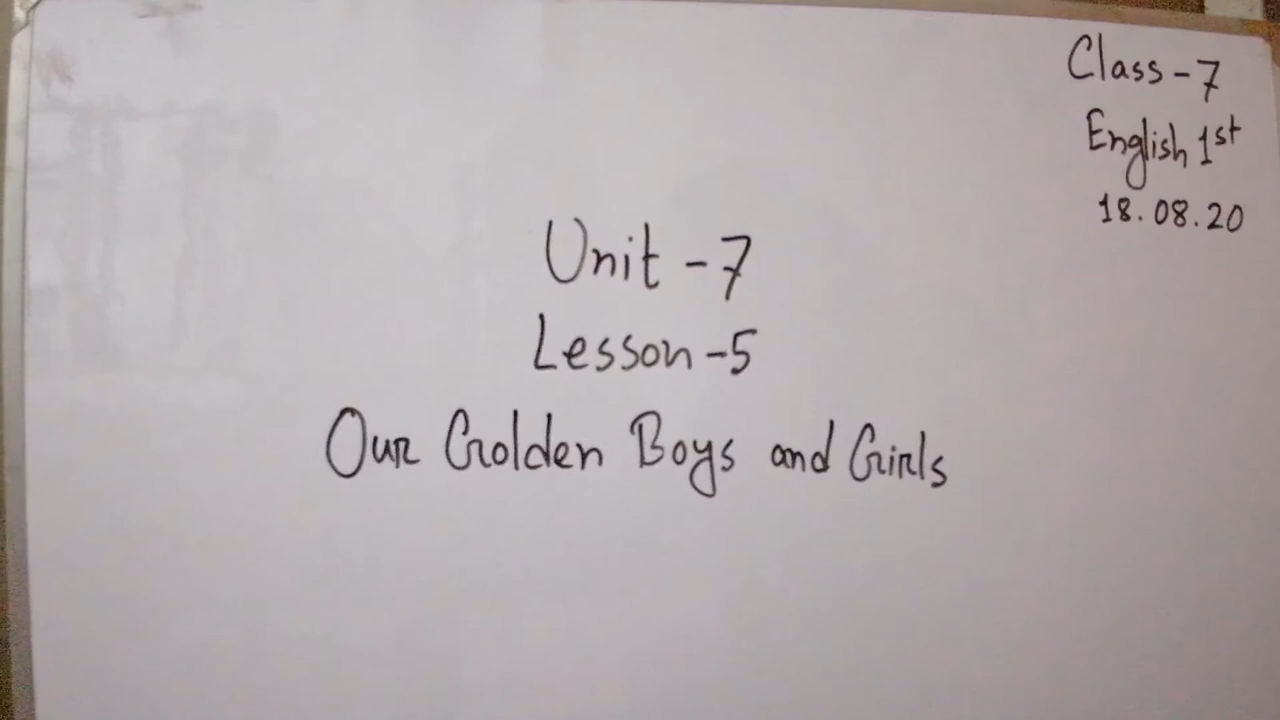 Class-7
English 1st
18.08.20
Unit-7
Lesson-5
Our Golden Boys and Girls